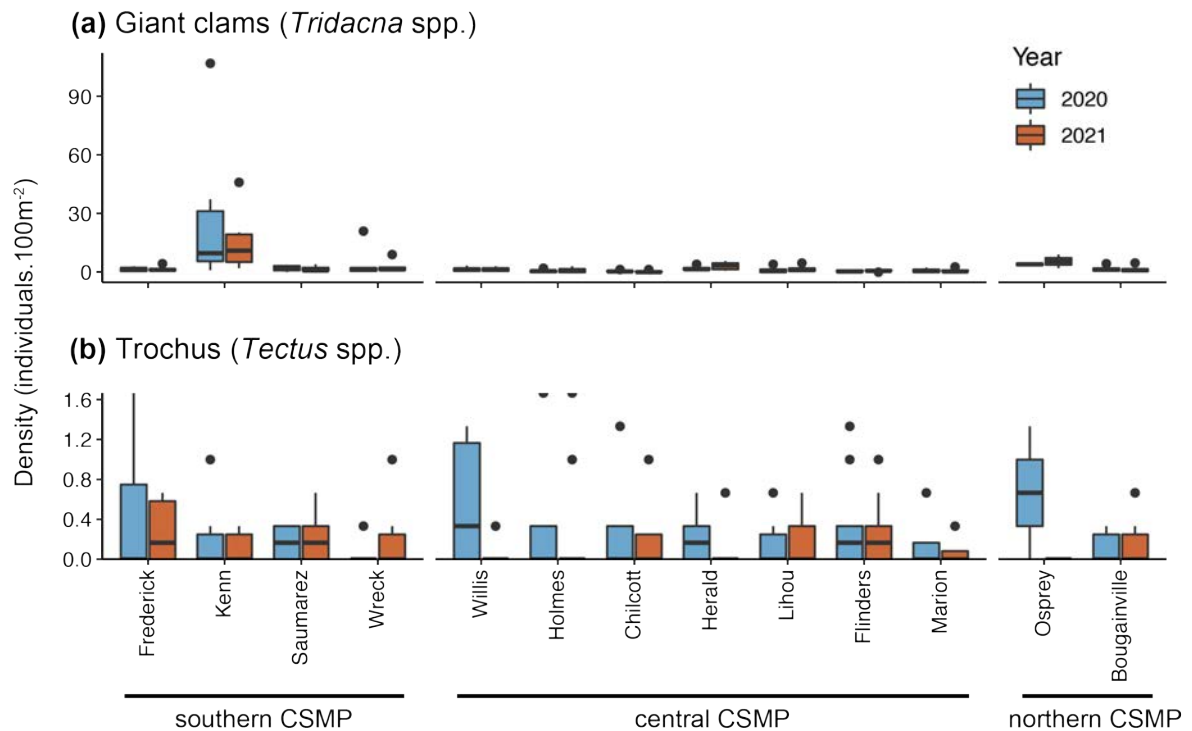 (a) Giant clams (Tridacna spp.)
Year
2020
2021
90
60
30
0
Density (individuals.100m-2)
(b) Trochus (Tectus spp.)
1.6
1.2
0.8
0.4
0.0
Frederick
Kenn
Saumarez
Wreck
Willis
Holmes
Chilcott
Herald
Lihou
Flinders
Marion
Osprey
Bougainville
southern CSMP
central CSMP
northern CSMP